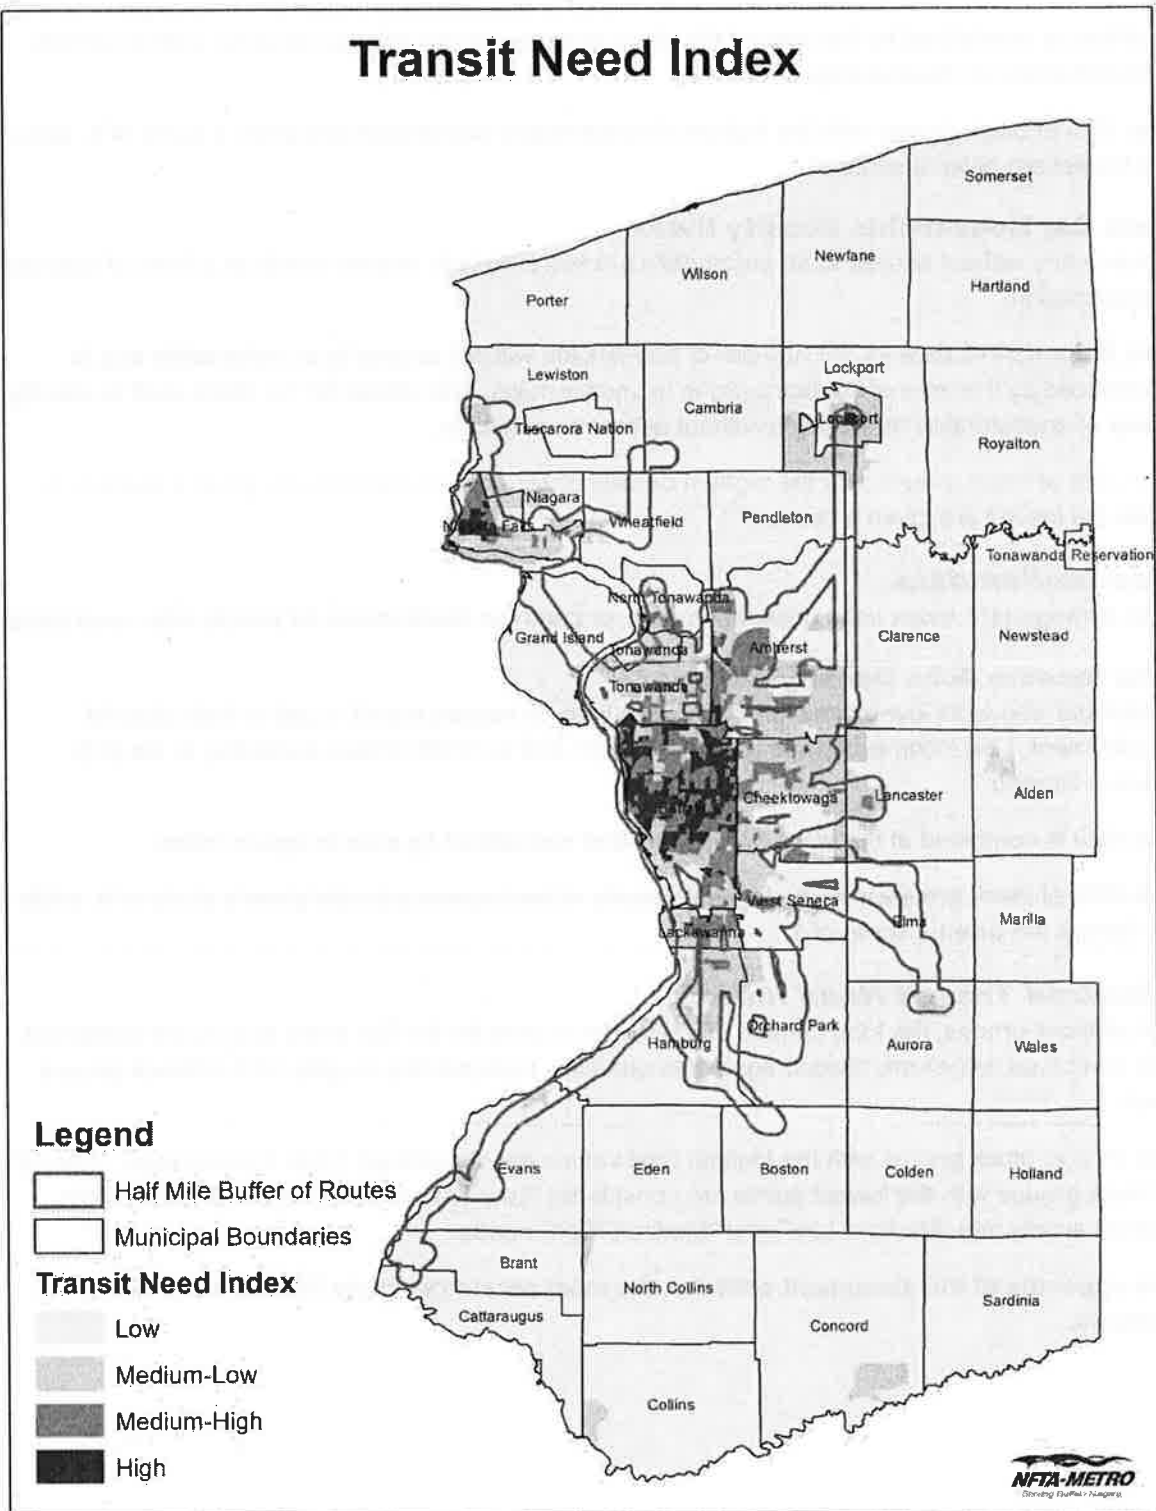 Transit Need Index
Somerset
Newfane
Wilson
Hartland
Porter
Lewiston
Lockport
Cambria
Lockport
Tuscarora Nation
Royalton
Niagara
Niagara Falls
Wheatfield
Pendleton
Tonawanda Reservation
North Tonawanda
Grand Island
Tonawanda
Amherst
Clarence
Newstead
Tonawanda
Cheektowaga
Lancaster
Alden
West Seneca
Elma
Marilla
Lackawanna
Orchard Park
Hamburg
Aurora
Wales
Evans
Eden
Boston
Colden
Holland
Brant
North Collins
Cattaraugus
Sardinia
Concord
Collins
Legend
Half Mile Buffer of Routes
Municipal Boundaries
Transit Need Index
Low
Medium-Low
Medium-High
High
NFTA-METRO